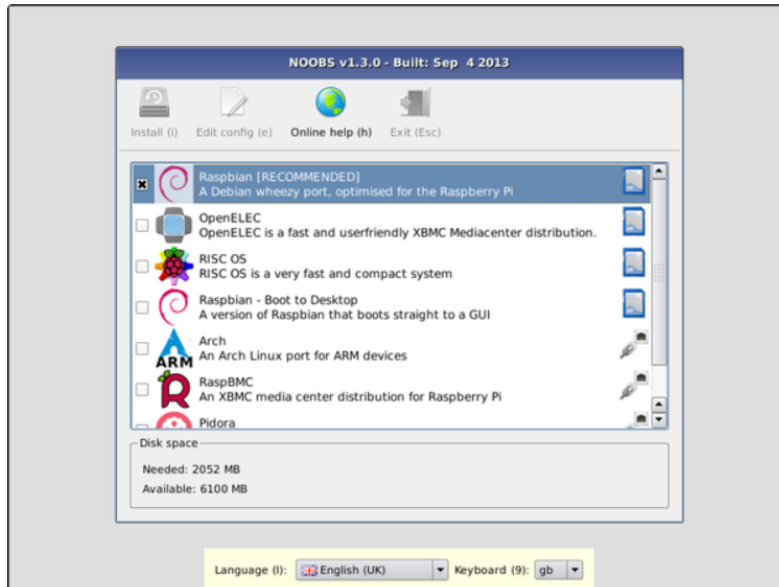 NOOBS v1.3.0 - Built: Sep 4 2013
Install (i) Edit config (e) Online help (h) Exit (Esc)
Raspbian [RECOMMENDED]
A Debian wheezy port, optimised for the Raspberry Pi
OpenELEC
OpenELEC is a fast and userfriendly XBMC Mediacenter distribution.
RISC OS
RISC OS is a very fast and compact system
Raspbian - Boot to Desktop
A version of Raspbian that boots straight to a GUI
Arch
An Arch Linux port for ARM devices
ARM
RaspBMC
An XBMC media center distribution for Raspberry Pi
Pidora
Disk space
Needed: 2052 MB
Available: 6100 MB
Language (l): English (UK) Keyboard (9): gb